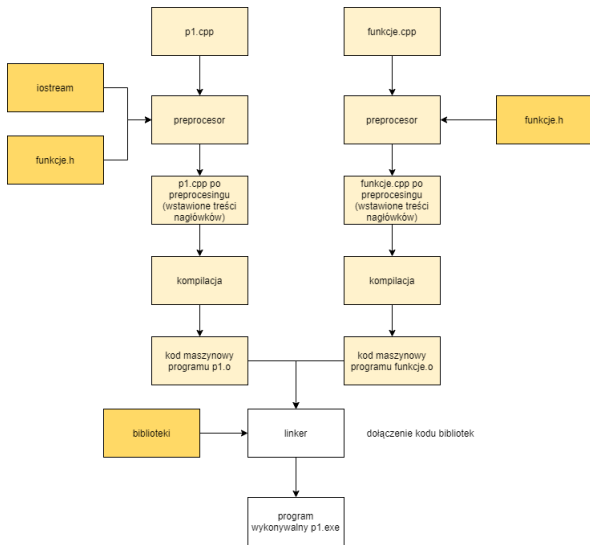 p1.cpp
funkcje.cpp
iostream
funkcje.h
preprocesor
preprocesor
funkcje.h
p1.cpp po
preprocesingu
(wstawione treści
nagłówków)
funkcje.cpp po
preprocesingu
(wstawione treści
nagłówków)
kompilacja
kompilacja
kod maszynowy
programu p1.o
kod maszynowy
programu funkcje.o
biblioteki
linker
dołączenie kodu bibliotek
program
wykonywalny p1.exe